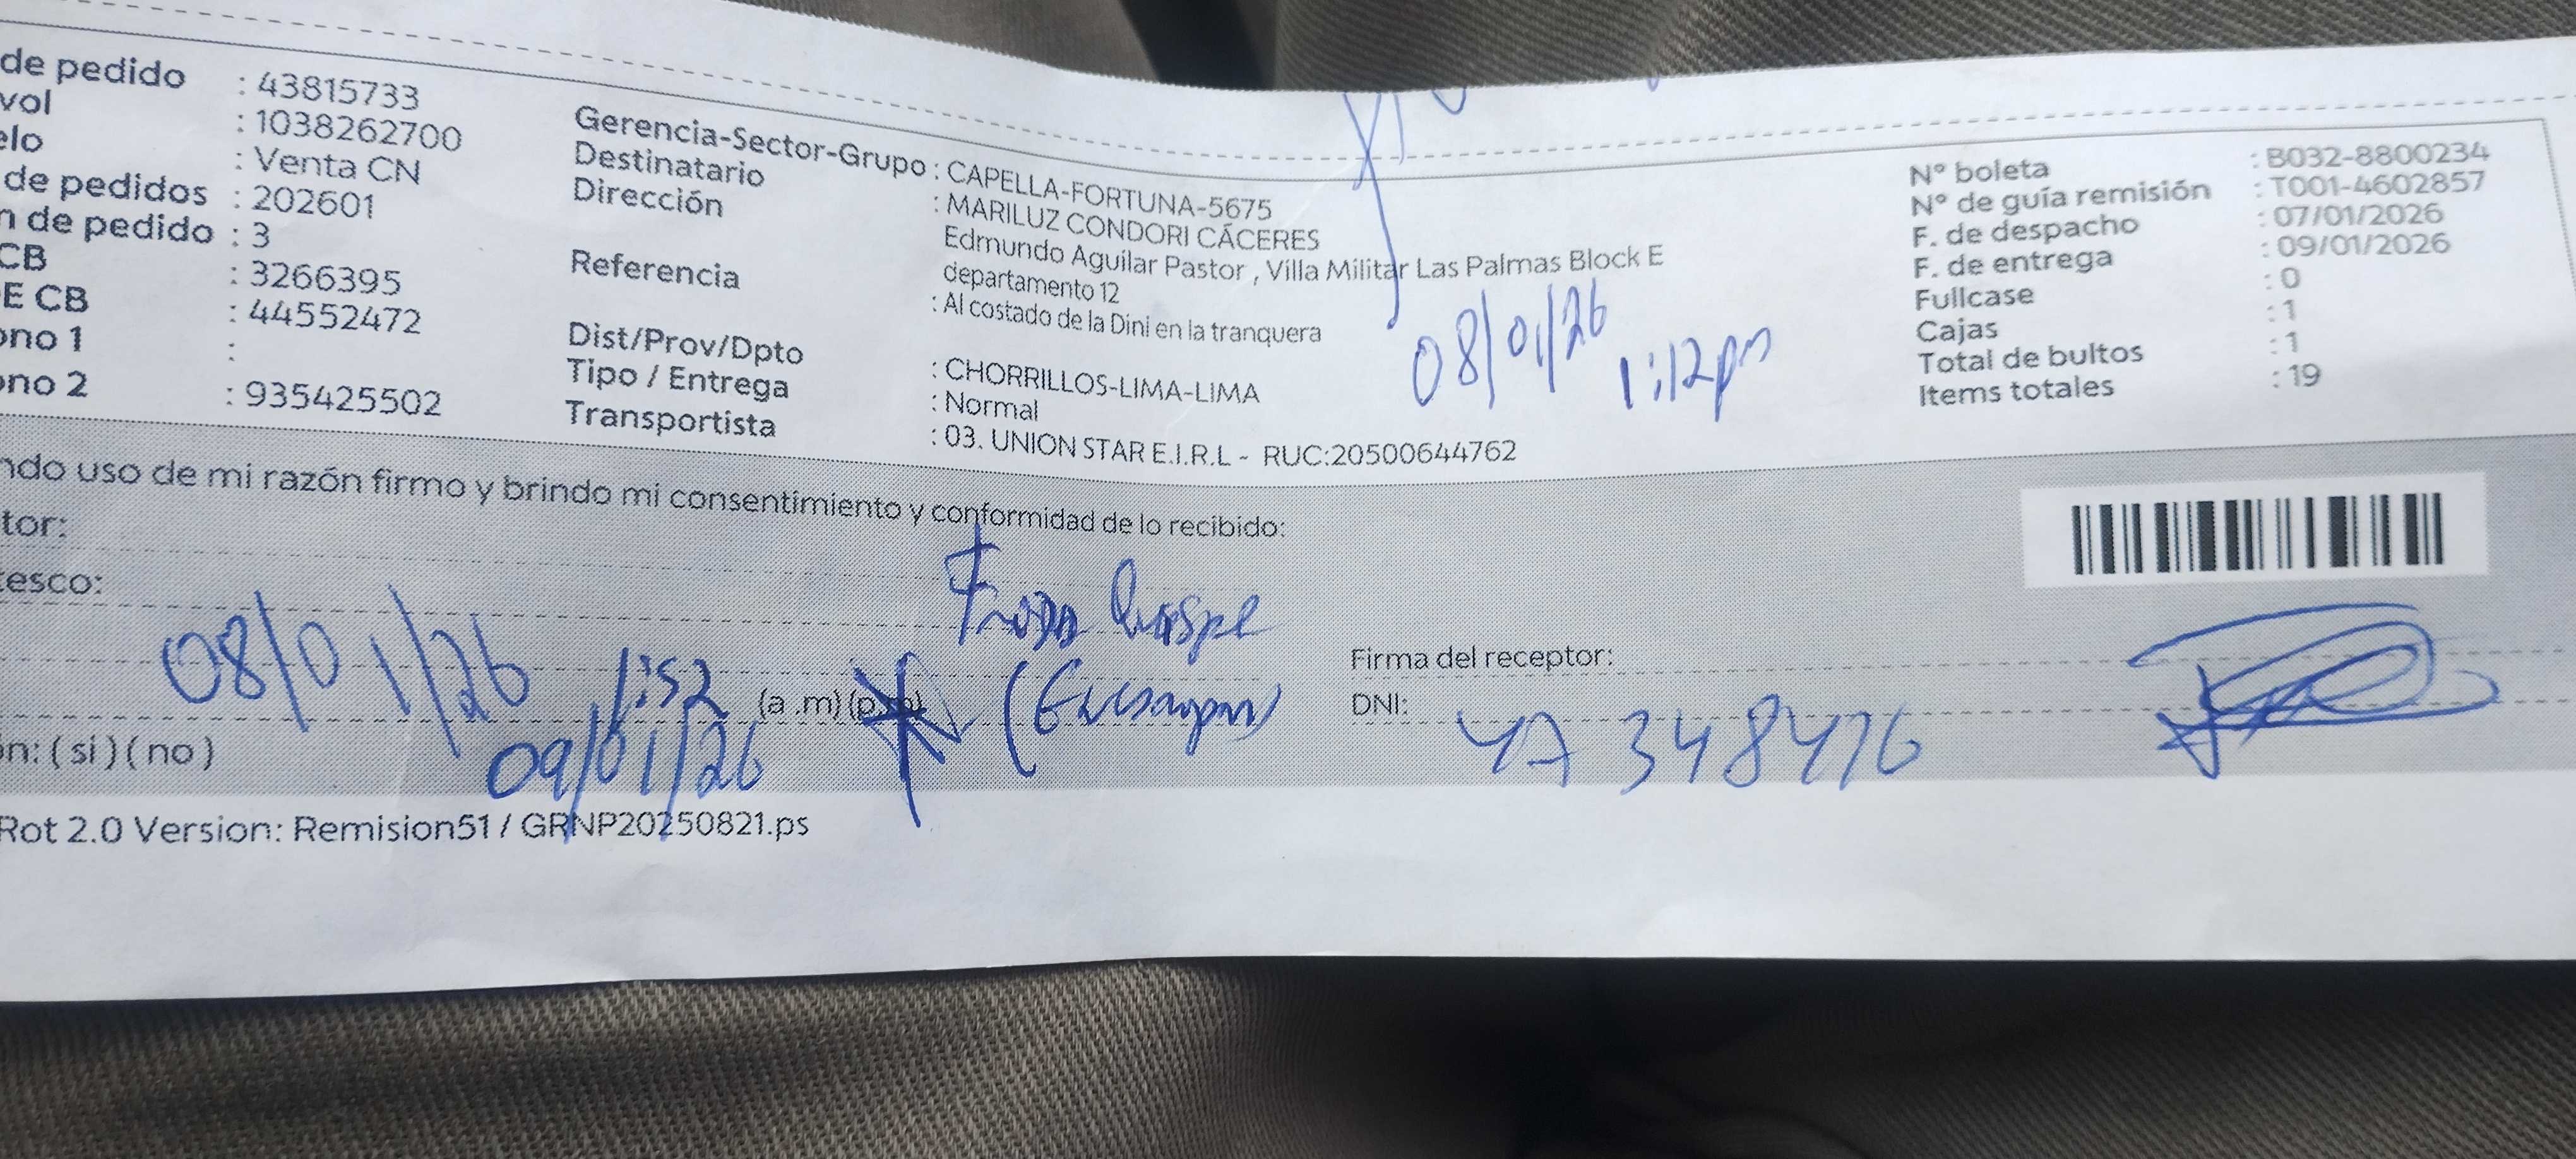 de pedido : 43815733
vol : 1038262700
elo : Venta CN
de pedidos : 202601
n de pedido : 3
CB : 3266395
E CB : 44552472
ono 1 :
ono 2 : 935425502
Gerencia-Sector-Grupo : CAPELLA-FORTUNA-5675
Destinatario : MARILUZ CONDORI CÁCERES
Dirección : Edmundo Aguilar Pastor , Villa Militar Las Palmas Block E
departamento 12
Referencia : Al costado de la Dini en la tranquera
Dist/Prov/Dpto : CHORRILLOS-LIMA-LIMA
Tipo / Entrega : Normal
Transportista : 03. UNION STAR E.I.R.L - RUC:20500644762
08/01/26 1:12pm
N° boleta : B032-8800234
N° de guía remisión : T001-4602857
F. de despacho : 07/01/2026
F. de entrega : 09/01/2026
Fullcase : 0
Cajas : 1
Total de bultos : 1
Items totales : 19
ndo uso de mi razón firmo y brindo mi consentimiento y conformidad de lo recibido:
tor:
tesco:
08/01/26 1:52 (a .m) (p.m)
09/01/26
Firma del receptor:
DNI:
ón: ( si ) ( no )
Rot 2.0 Version: Remision51 / GRNP20250821.ps